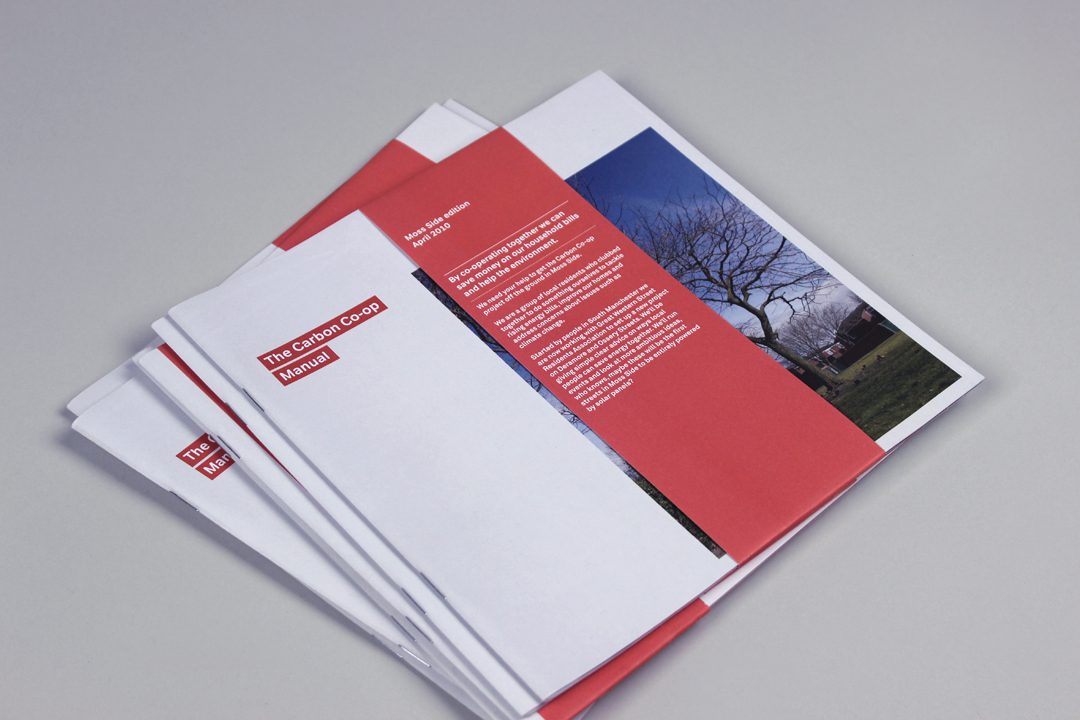 The Carbon Co-op
Manual
Moss Side edition
April 2010
By co-operating together we can
save money on our household bills
and help the environment.
We need your help to get the Carbon Co-op
project off the ground in Moss Side.
We are a group of local residents who clubbed
together to do something ourselves to tackle
rising energy bills, improve our homes and
address concerns about issues such as
climate change.
Started by people in South Manchester we
are now working with Great Western Street
Residents Association to set up a new project
on Deramore and Ossery Streets. We'll be
giving simple clear advice on ways local
people can save energy together. We'll run
events and look at more ambitious ideas,
who knows, maybe these will be the first
streets in Moss Side to be entirely powered
by solar panels?
The C
Man